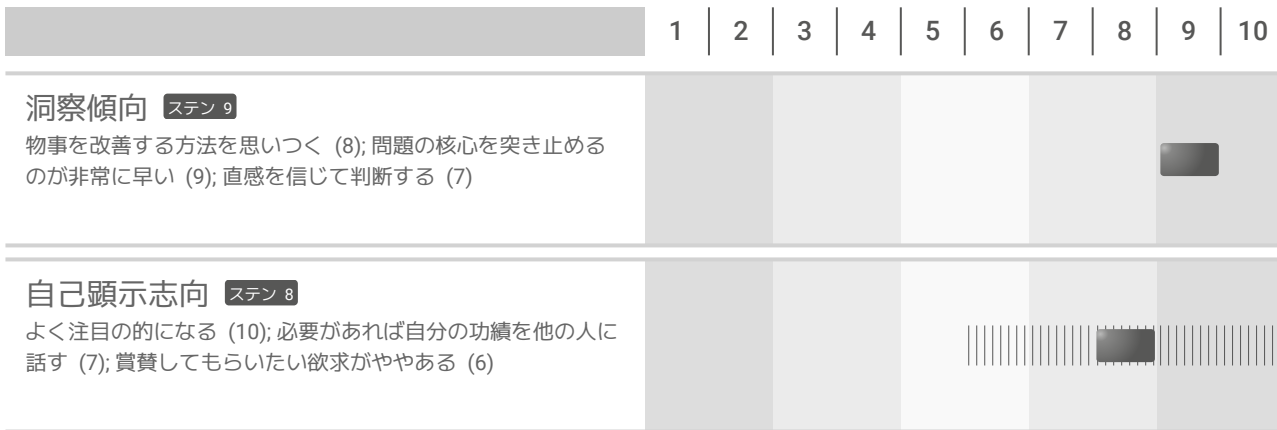 1 2 3 4 5 6 7 8 9 10
洞察傾向 ステン 9
物事を改善する方法を思いつく (8); 問題の核心を突き止める
のが非常に早い (9); 直感を信じて判断する (7)
自己顕示志向 ステン 8
よく注目の的になる (10); 必要があれば自分の功績を他の人に
話す (7); 賞賛してもらいたい欲求がややある (6)